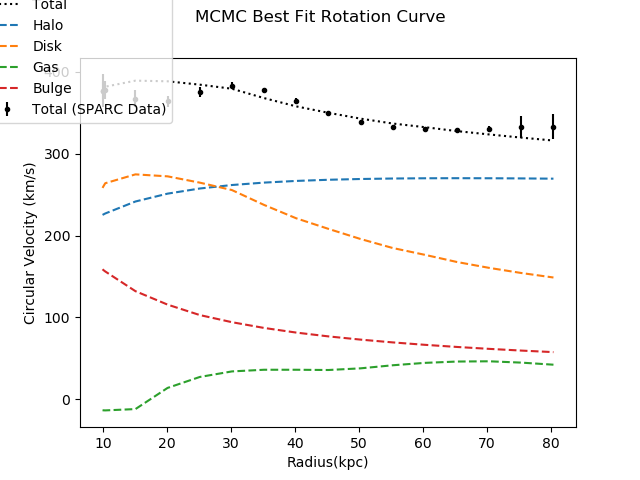 MCMC Best Fit Rotation Curve
Total
Halo
Disk
Gas
Bulge
Total (SPARC Data)
400
300
200
100
0
Circular Velocity (km/s)
10 20 30 40 50 60 70 80
Radius(kpc)